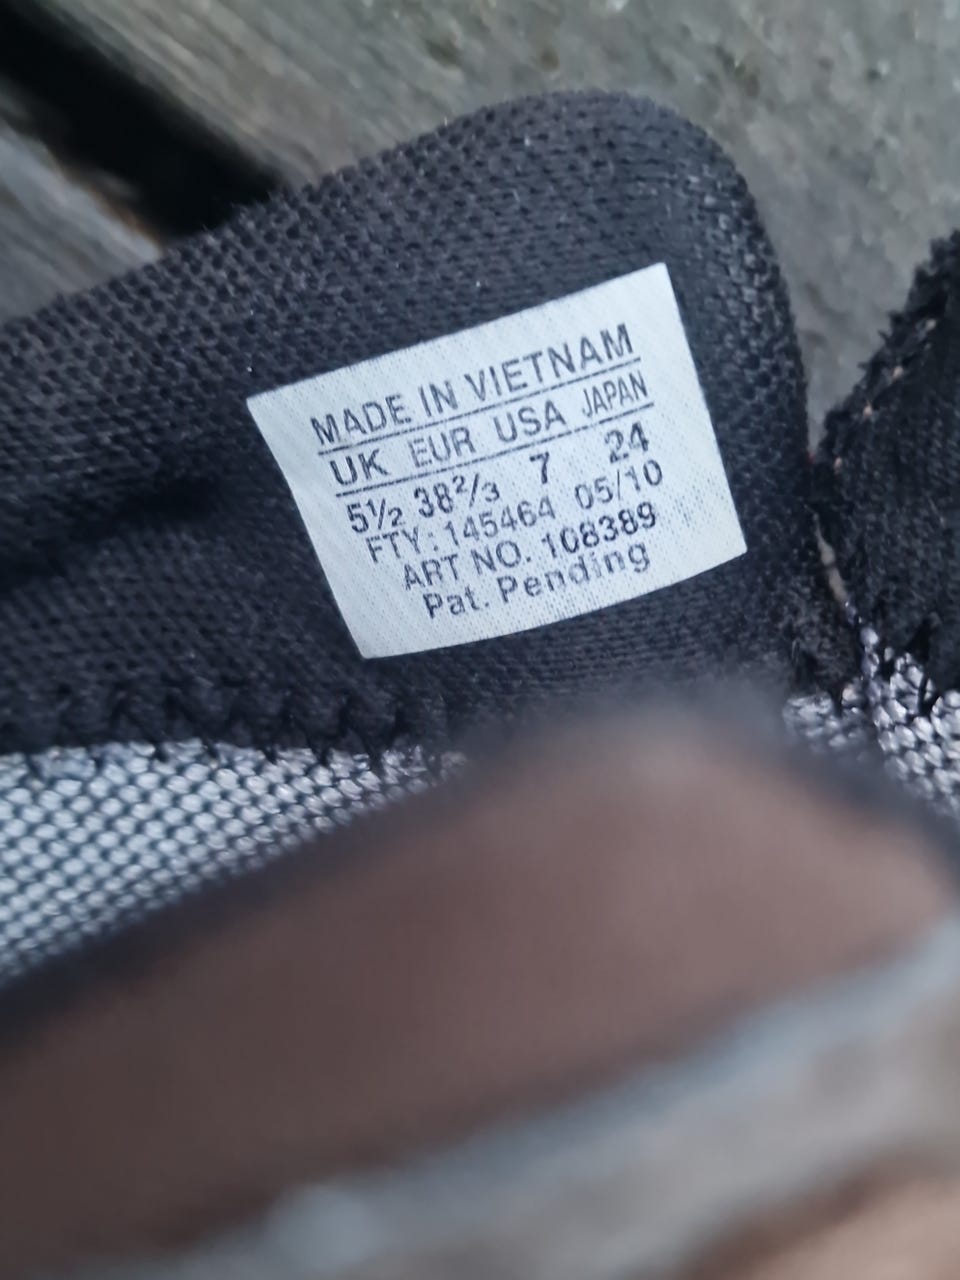 MADE IN VIETNAM
UK EUR USA JAPAN
5½ 38⅔ 7 24
FTY: 145464 05/10
ART NO. 108389
Pat. Pending